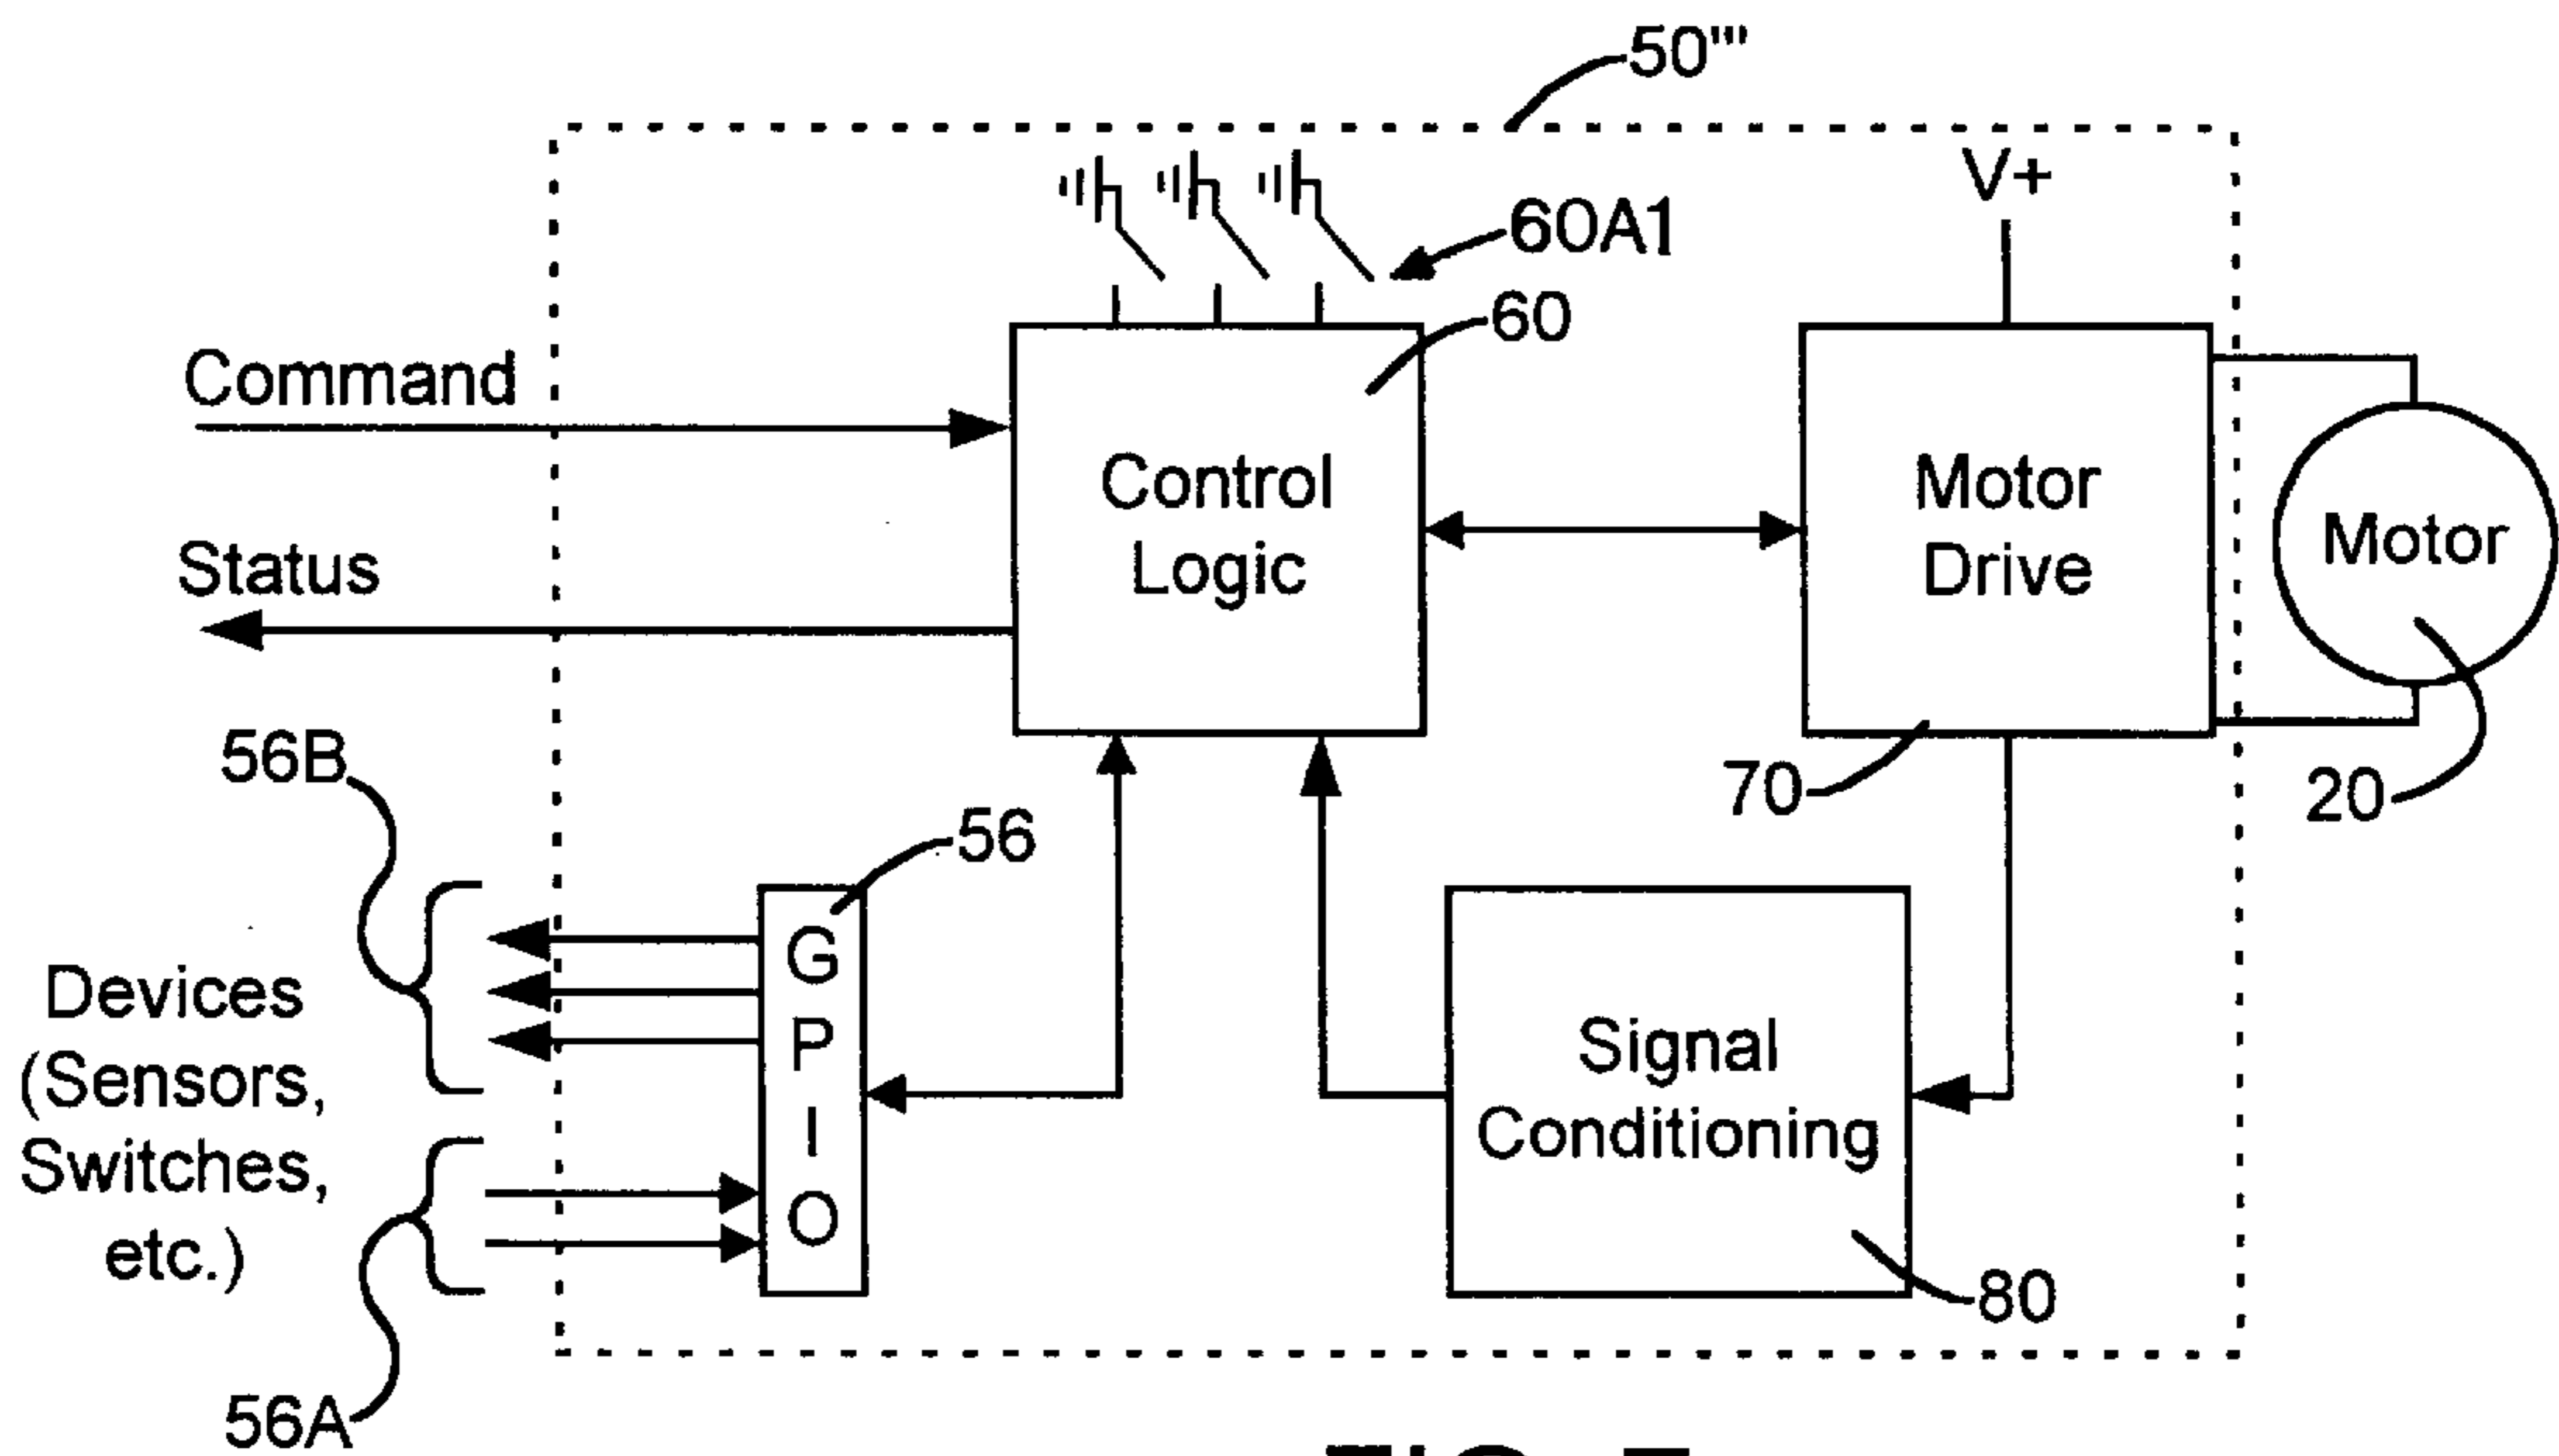 50'''
V+
60A1
60
Command
Control
Logic
Motor
Drive
Motor
Status
56B
70
20
56
G
P
I
O
Devices
(Sensors,
Switches,
etc.)
Signal
Conditioning
80
56A